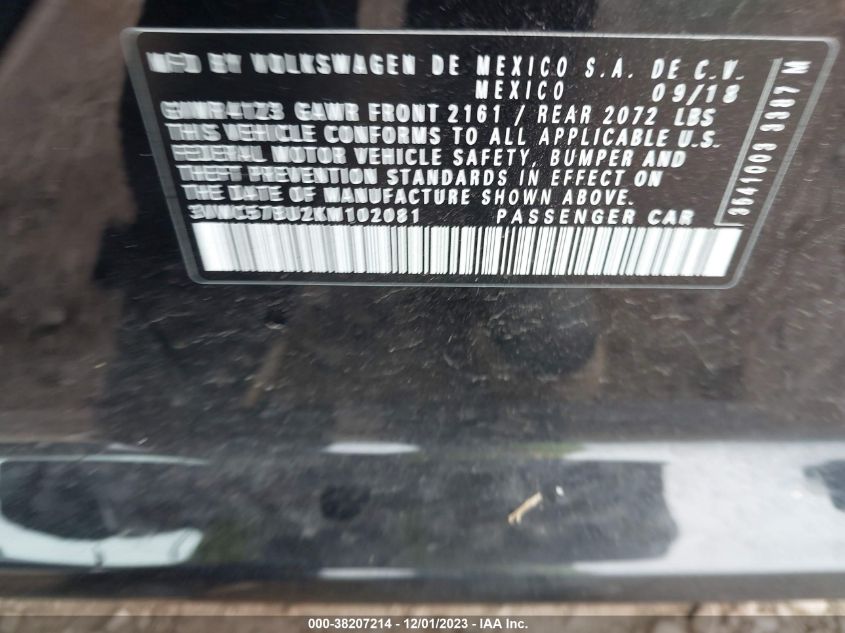 MFD BY VOLKSWAGEN DE MEXICO S.A. DE C.V.
MEXICO 09/18
GVWR 4123 GAWR FRONT 2161 / REAR 2072 LBS
THIS VEHICLE CONFORMS TO ALL APPLICABLE U.S.
FEDERAL MOTOR VEHICLE SAFETY, BUMPER AND
THEFT PREVENTION STANDARDS IN EFFECT ON
THE DATE OF MANUFACTURE SHOWN ABOVE.
3VWC57BU2KM102081 PASSENGER CAR
3641003 3387 M
000-38207214 - 12/01/2023 - IAA Inc.